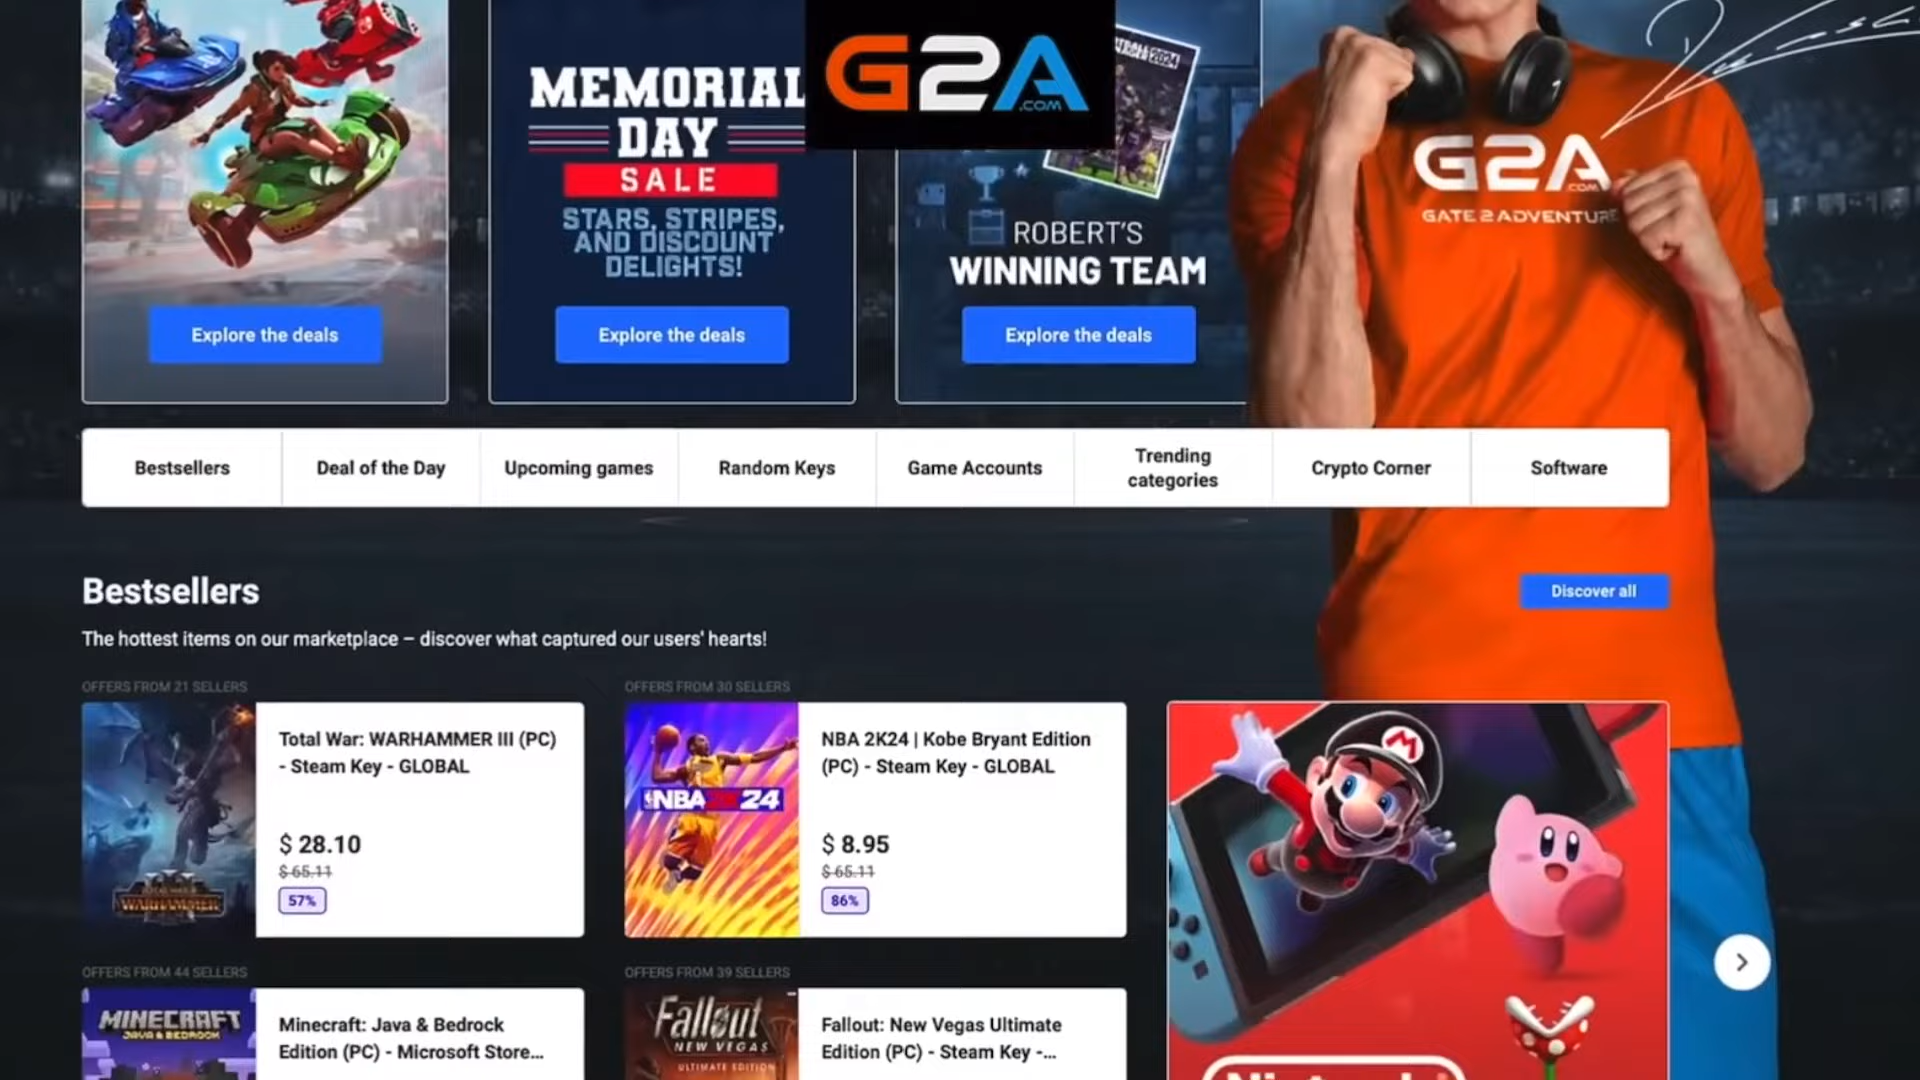 MEMORIAL
DAY
SALE
STARS, STRIPES,
AND DISCOUNT
DELIGHTS!
G2A
.COM
2024
ROBERT'S
WINNING TEAM
G2A
.COM
GATE 2 ADVENTURE
Explore the deals
Explore the deals
Explore the deals
Bestsellers
Deal of the Day
Upcoming games
Random Keys
Game Accounts
Trending
categories
Crypto Corner
Software
Bestsellers
Discover all
The hottest items on our marketplace – discover what captured our users' hearts!
OFFERS FROM 21 SELLERS
TOTAL WAR
WARHAMMER
Total War: WARHAMMER III (PC)
- Steam Key - GLOBAL
$ 28.10
$ 65.11
57%
OFFERS FROM 30 SELLERS
NBA 2K24
NBA 2K24 | Kobe Bryant Edition
(PC) - Steam Key - GLOBAL
$ 8.95
$ 65.11
86%
M
OFFERS FROM 44 SELLERS
MINECRAFT
JAVA & BEDROCK
Minecraft: Java & Bedrock
Edition (PC) - Microsoft Store...
OFFERS FROM 39 SELLERS
Fallout
NEW VEGAS
ULTIMATE EDITION
Fallout: New Vegas Ultimate
Edition (PC) - Steam Key -...